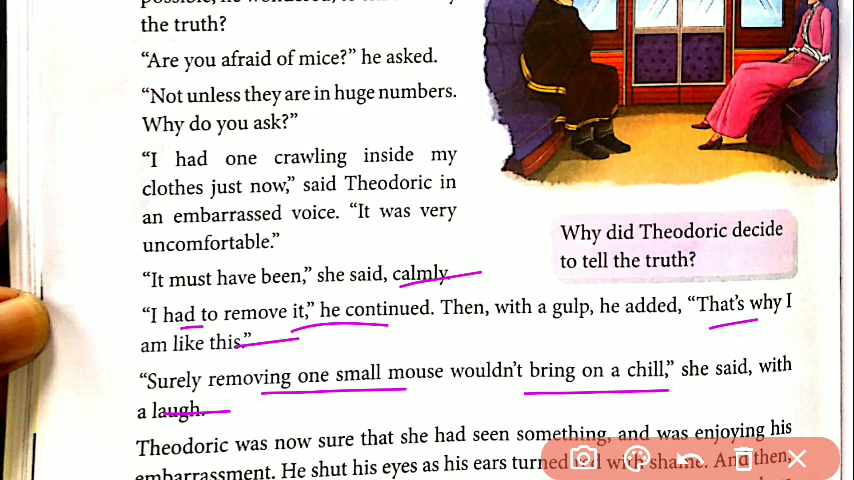 the truth?
“Are you afraid of mice?” he asked.
“Not unless they are in huge numbers.
Why do you ask?”
“I had one crawling inside my
clothes just now,” said Theodoric in
an embarrassed voice. “It was very
uncomfortable.”
Why did Theodoric decide
to tell the truth?
“It must have been,” she said, calmly.
“I had to remove it,” he continued. Then, with a gulp, he added, “That’s why I
am like this.”
“Surely removing one small mouse wouldn’t bring on a chill,” she said, with
a laugh.
Theodoric was now sure that she had seen something, and was enjoying his
embarrassment. He shut his eyes as his ears turned red with shame. And then,